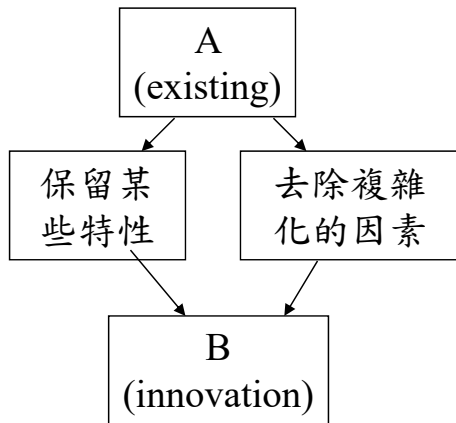 A
(existing)
保留某
些特性
去除複雜
化的因素
B
(innovation)